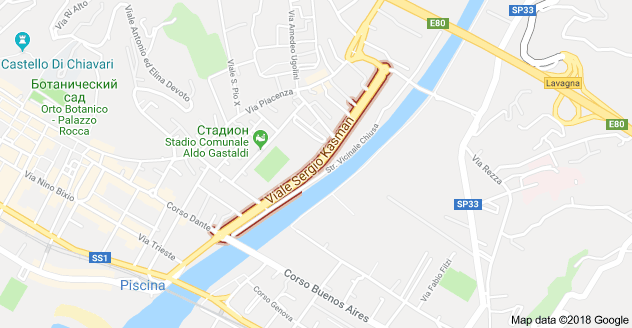 Via Ri Alto
Viale Antonio
ed Elina Devoto
Via Amedeo
Ugolini
E80
SP33
Castello Di Chiavari
Viale S. Pio X
Ботанический
сад
Orto Botanico
- Palazzo
Rocca
Via Piacenza
Lavagna
E80
Стадион
Stadio Comunale
Aldo Gastaldi
Viale Sergio Kasman
Str. Vicinale Chiusa
Via Rezza
Via Nino Bixio
Corso Dante
SP33
Via Trieste
SS1
Piscina
Corso Buenos Aires
Corso Genova
Via Fabio Filzi
Map data ©2018 Google